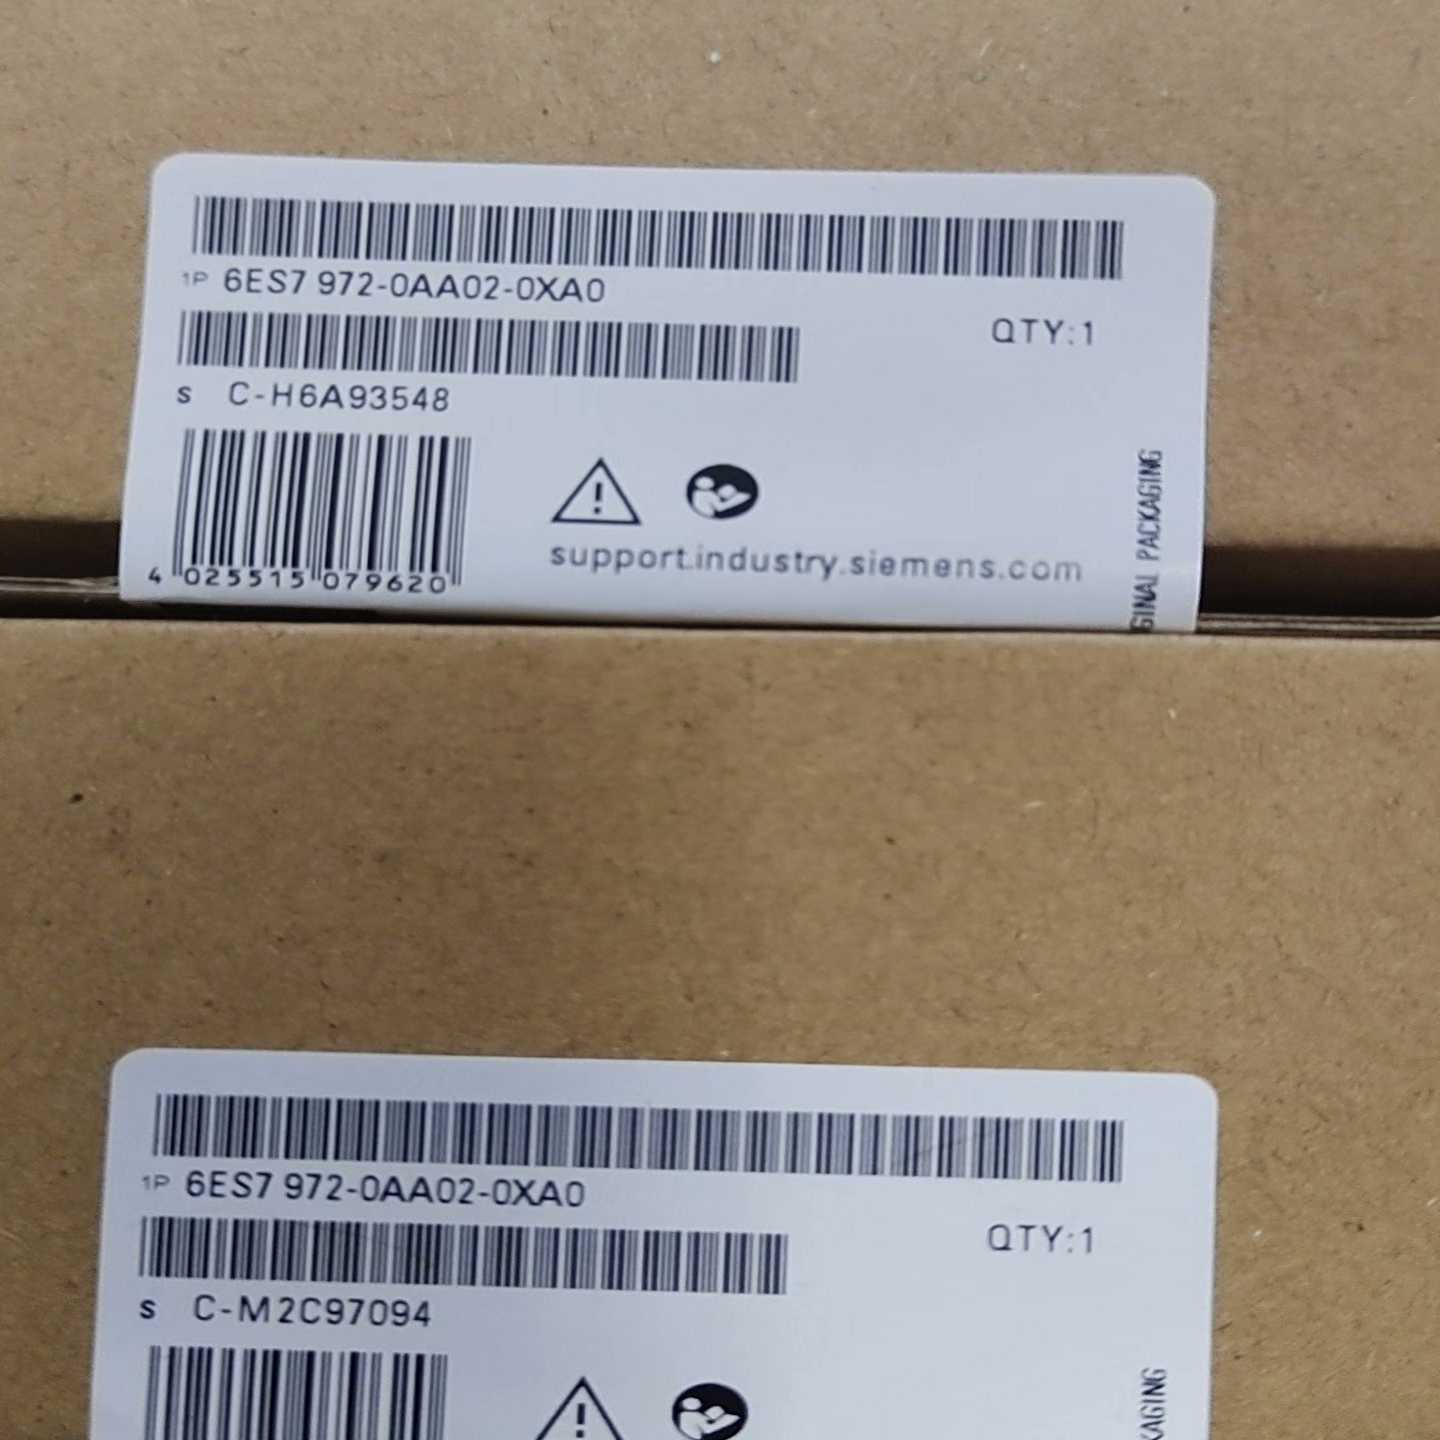 1P 6ES7 972-0AA02-0XA0
QTY:1
S C-H6A93548
4 025515 079620
support.industry.siemens.com
GINAL PACKAGING
1P 6ES7 972-0AA02-0XA0
QTY:1
S C-M2C97094
KAGING